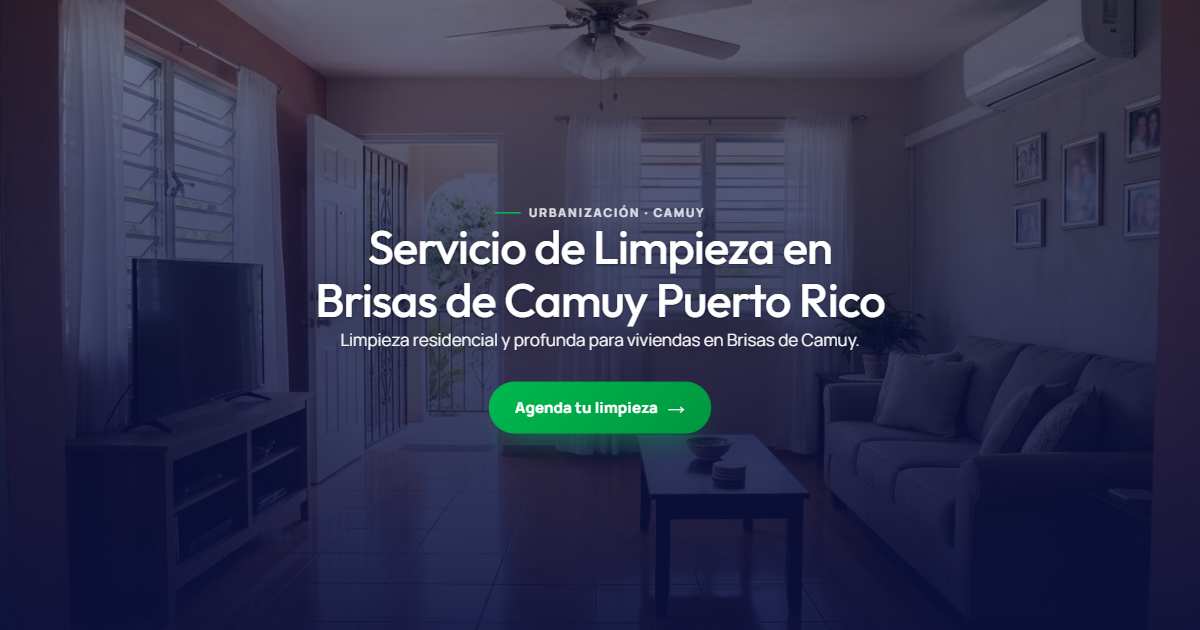 URBANIZACIÓN · CAMUY
Servicio de Limpieza en
Brisas de Camuy Puerto Rico
Limpieza residencial y profunda para viviendas en Brisas de Camuy.
Agenda tu limpieza →